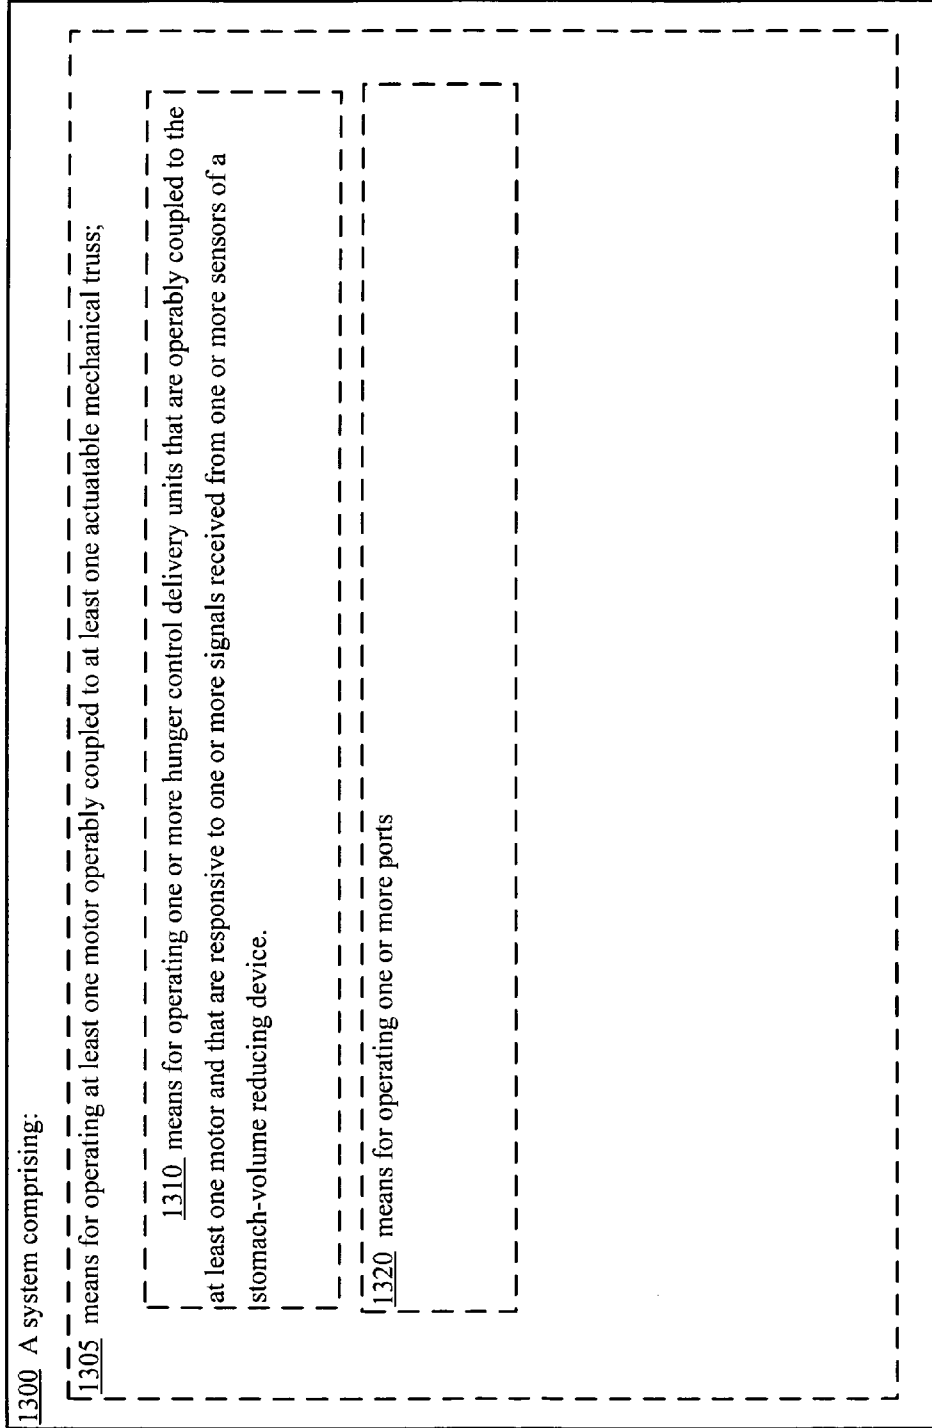 1300 A system comprising:
1305 means for operating at least one motor operably coupled to at least one actuatable mechanical truss;
1310 means for operating one or more hunger control delivery units that are operably coupled to the
at least one motor and that are responsive to one or more signals received from one or more sensors of a
stomach-volume reducing device.
1320 means for operating one or more ports